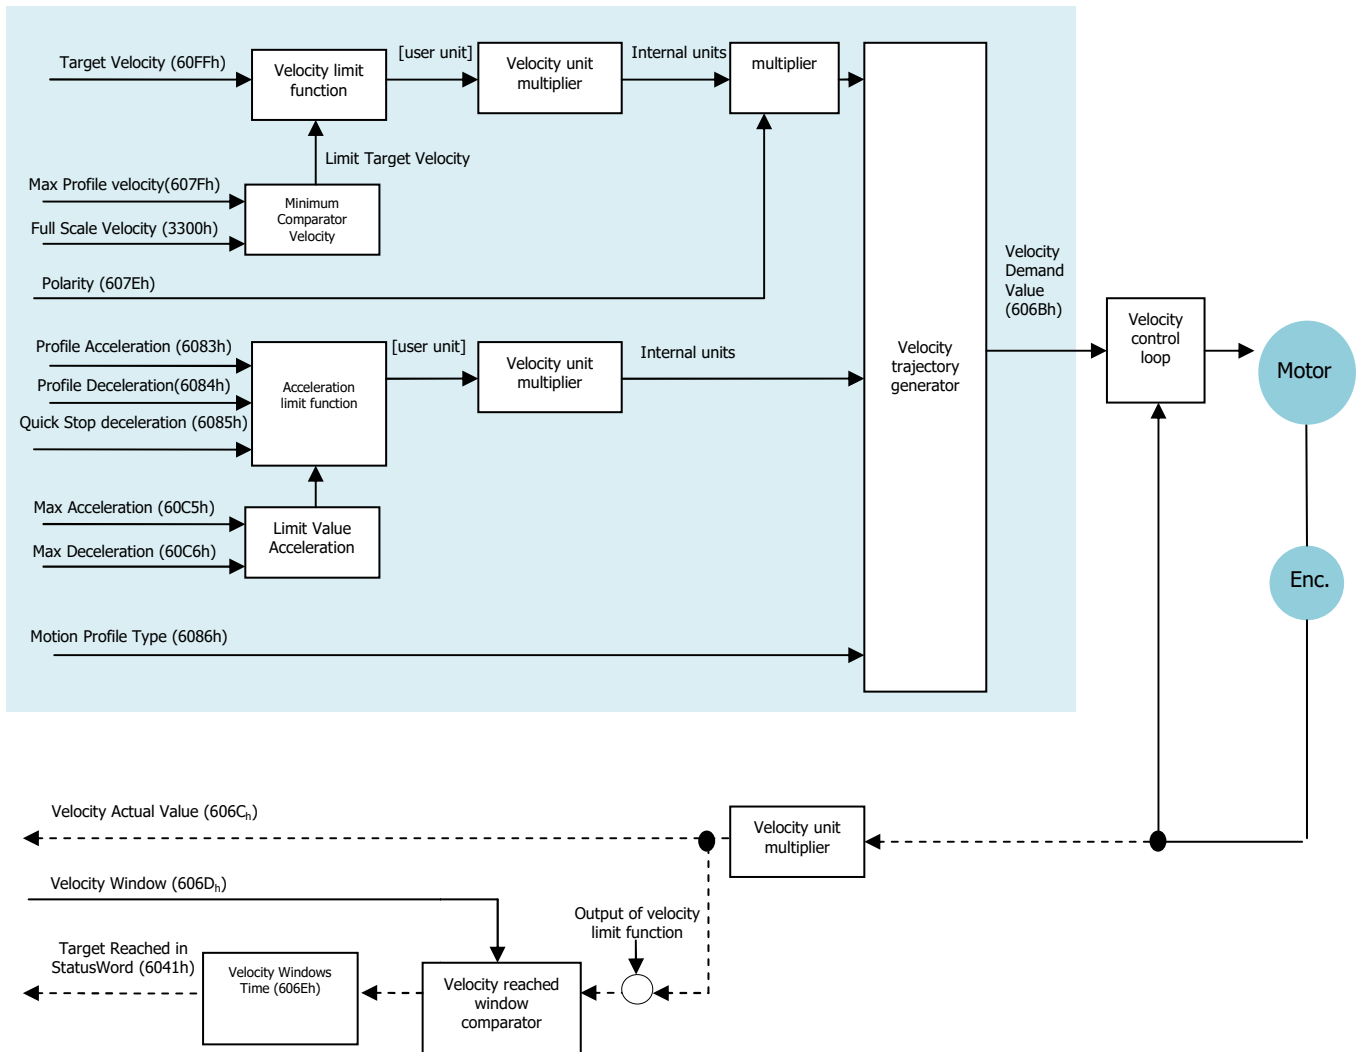 Target Velocity (60FFh)
Velocity limit
function
[user unit]
Velocity unit
multiplier
Internal units
multiplier
Limit Target Velocity
Max Profile velocity(607Fh)
Full Scale Velocity (3300h)
Minimum
Comparator
Velocity
Polarity (607Eh)
Velocity
Demand
Value
(606Bh)
Profile Acceleration (6083h)
Profile Deceleration(6084h)
Quick Stop deceleration (6085h)
Acceleration
limit function
[user unit]
Velocity unit
multiplier
Internal units
Velocity
trajectory
generator
Velocity
control
loop
Motor
Max Acceleration (60C5h)
Max Deceleration (60C6h)
Limit Value
Acceleration
Enc.
Motion Profile Type (6086h)
Velocity Actual Value (606Ch)
Velocity unit
multiplier
Velocity Window (606Dh)
Output of velocity
limit function
Target Reached in
StatusWord (6041h)
Velocity Windows
Time (606Eh)
Velocity reached
window
comparator